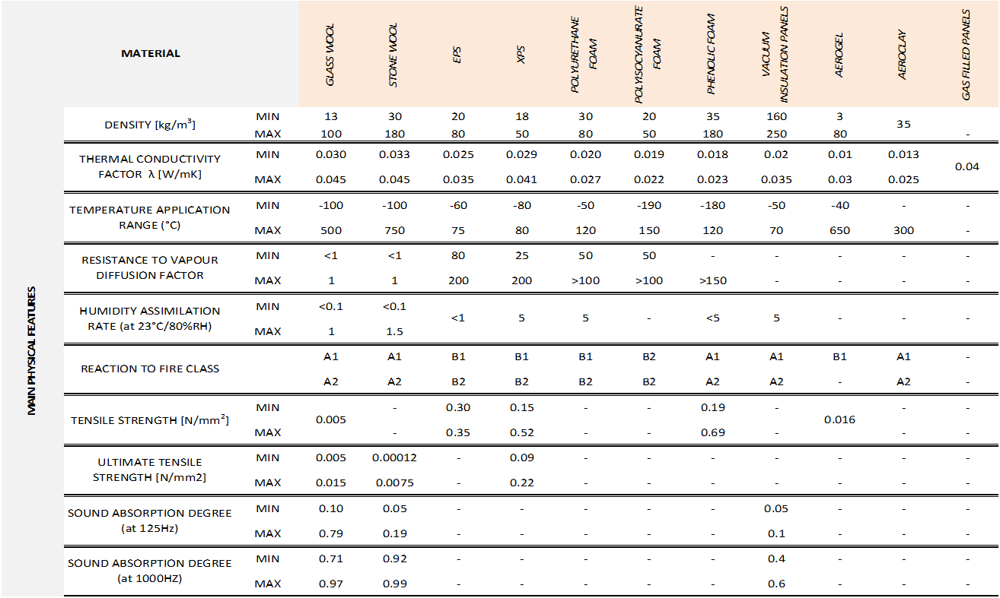 MATERIAL GLASS WOOL STONE WOOL EPS XPS POLYURETHANE FOAM POLYISOCYANURATE FOAM PHENOLIC FOAM VACUUM INSULATION PANELS AEROGEL AEROCLAY GAS FILLED PANELS
MAIN PHYSICAL FEATURES
DENSITY [kg/m³]
MIN 13 30 20 18 30 20 35 160 3 35
MAX 100 180 80 50 80 50 180 250 80 -
THERMAL CONDUCTIVITY
FACTOR λ [W/mK]
MIN 0.030 0.033 0.025 0.029 0.020 0.019 0.018 0.02 0.01 0.013 0.04
MAX 0.045 0.045 0.035 0.041 0.027 0.022 0.023 0.035 0.03 0.025
TEMPERATURE APPLICATION
RANGE (°C)
MIN -100 -100 -60 -80 -50 -190 -180 -50 -40 - -
MAX 500 750 75 80 120 150 120 70 650 300 -
RESISTANCE TO VAPOUR
DIFFUSION FACTOR
MIN <1 <1 80 25 50 50 - - - - -
MAX 1 1 200 200 >100 >100 >150 - - - -
HUMIDITY ASSIMILATION
RATE (at 23°C/80%RH)
MIN <0.1 <0.1 <1 5 5 - <5 5 - - -
MAX 1 1.5
REACTION TO FIRE CLASS
A1 A1 B1 B1 B1 B2 A1 A1 B1 A1 -
A2 A2 B2 B2 B2 B2 A2 A2 - A2 -
TENSILE STRENGTH [N/mm²]
MIN 0.005 - 0.30 0.15 - - 0.19 - 0.016 - -
MAX - 0.35 0.52 - - 0.69 - - -
ULTIMATE TENSILE
STRENGTH [N/mm2]
MIN 0.005 0.00012 - 0.09 - - - - - - -
MAX 0.015 0.0075 - 0.22 - - - - - - -
SOUND ABSORPTION DEGREE
(at 125Hz)
MIN 0.10 0.05 - - - - - 0.05 - - -
MAX 0.79 0.19 - - - - - 0.1 - - -
SOUND ABSORPTION DEGREE
(at 1000HZ)
MIN 0.71 0.92 - - - - - 0.4 - - -
MAX 0.97 0.99 - - - - - 0.6 - - -